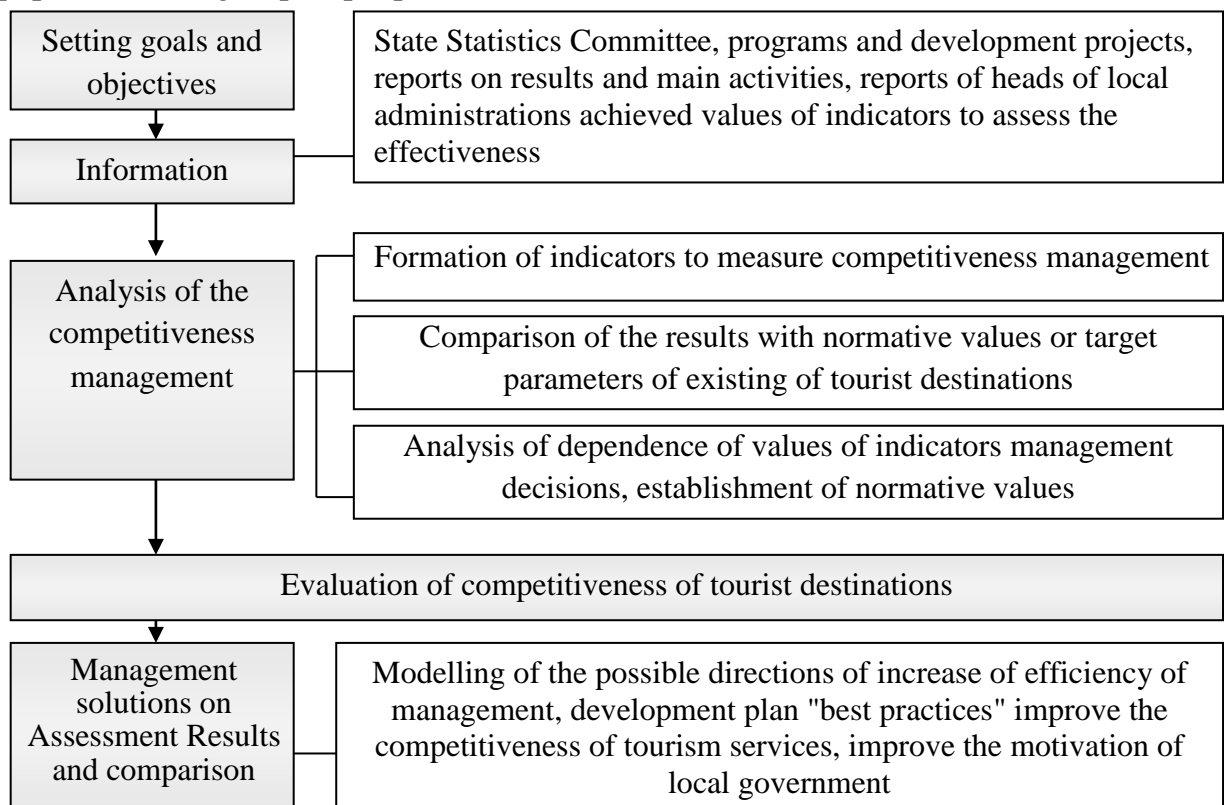 Setting goals and
objectives
State Statistics Committee, programs and development projects,
reports on results and main activities, reports of heads of local
administrations achieved values of indicators to assess the
effectiveness
Information
Analysis of the
competitiveness
management
Formation of indicators to measure competitiveness management
Comparison of the results with normative values or target
parameters of existing of tourist destinations
Analysis of dependence of values of indicators management
decisions, establishment of normative values
Evaluation of competitiveness of tourist destinations
Management
solutions on
Assessment Results
and comparison
Modelling of the possible directions of increase of efficiency of
management, development plan "best practices" improve the
competitiveness of tourism services, improve the motivation of
local government